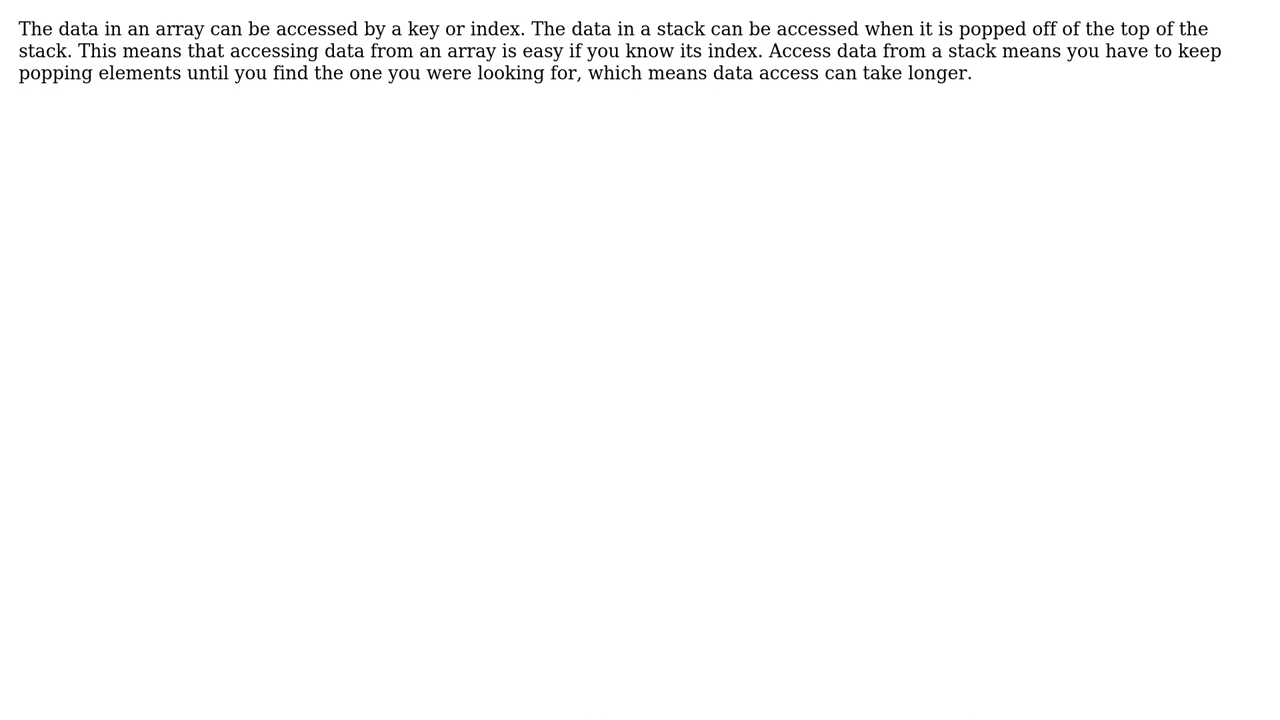 The data in an array can be accessed by a key or index. The data in a stack can be accessed when it is popped off of the top of the
stack. This means that accessing data from an array is easy if you know its index. Access data from a stack means you have to keep
popping elements until you find the one you were looking for, which means data access can take longer.